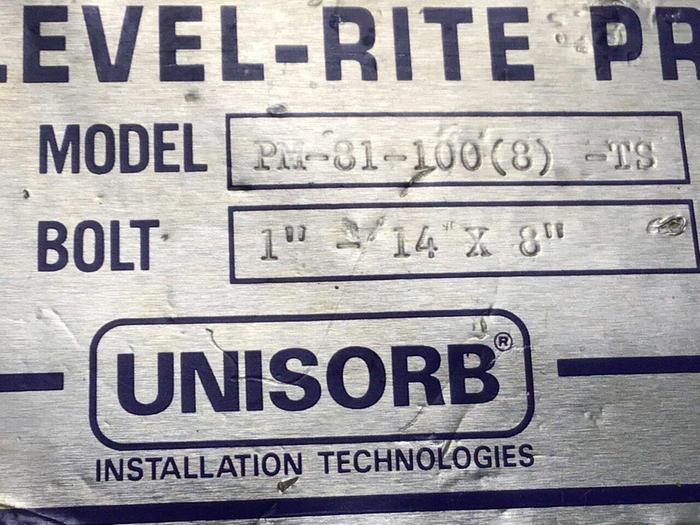 LEVEL-RITE PR
MODEL PM-81-100(8) -TS
BOLT 1" - 14" X 8"
UNISORB®
INSTALLATION TECHNOLOGIES